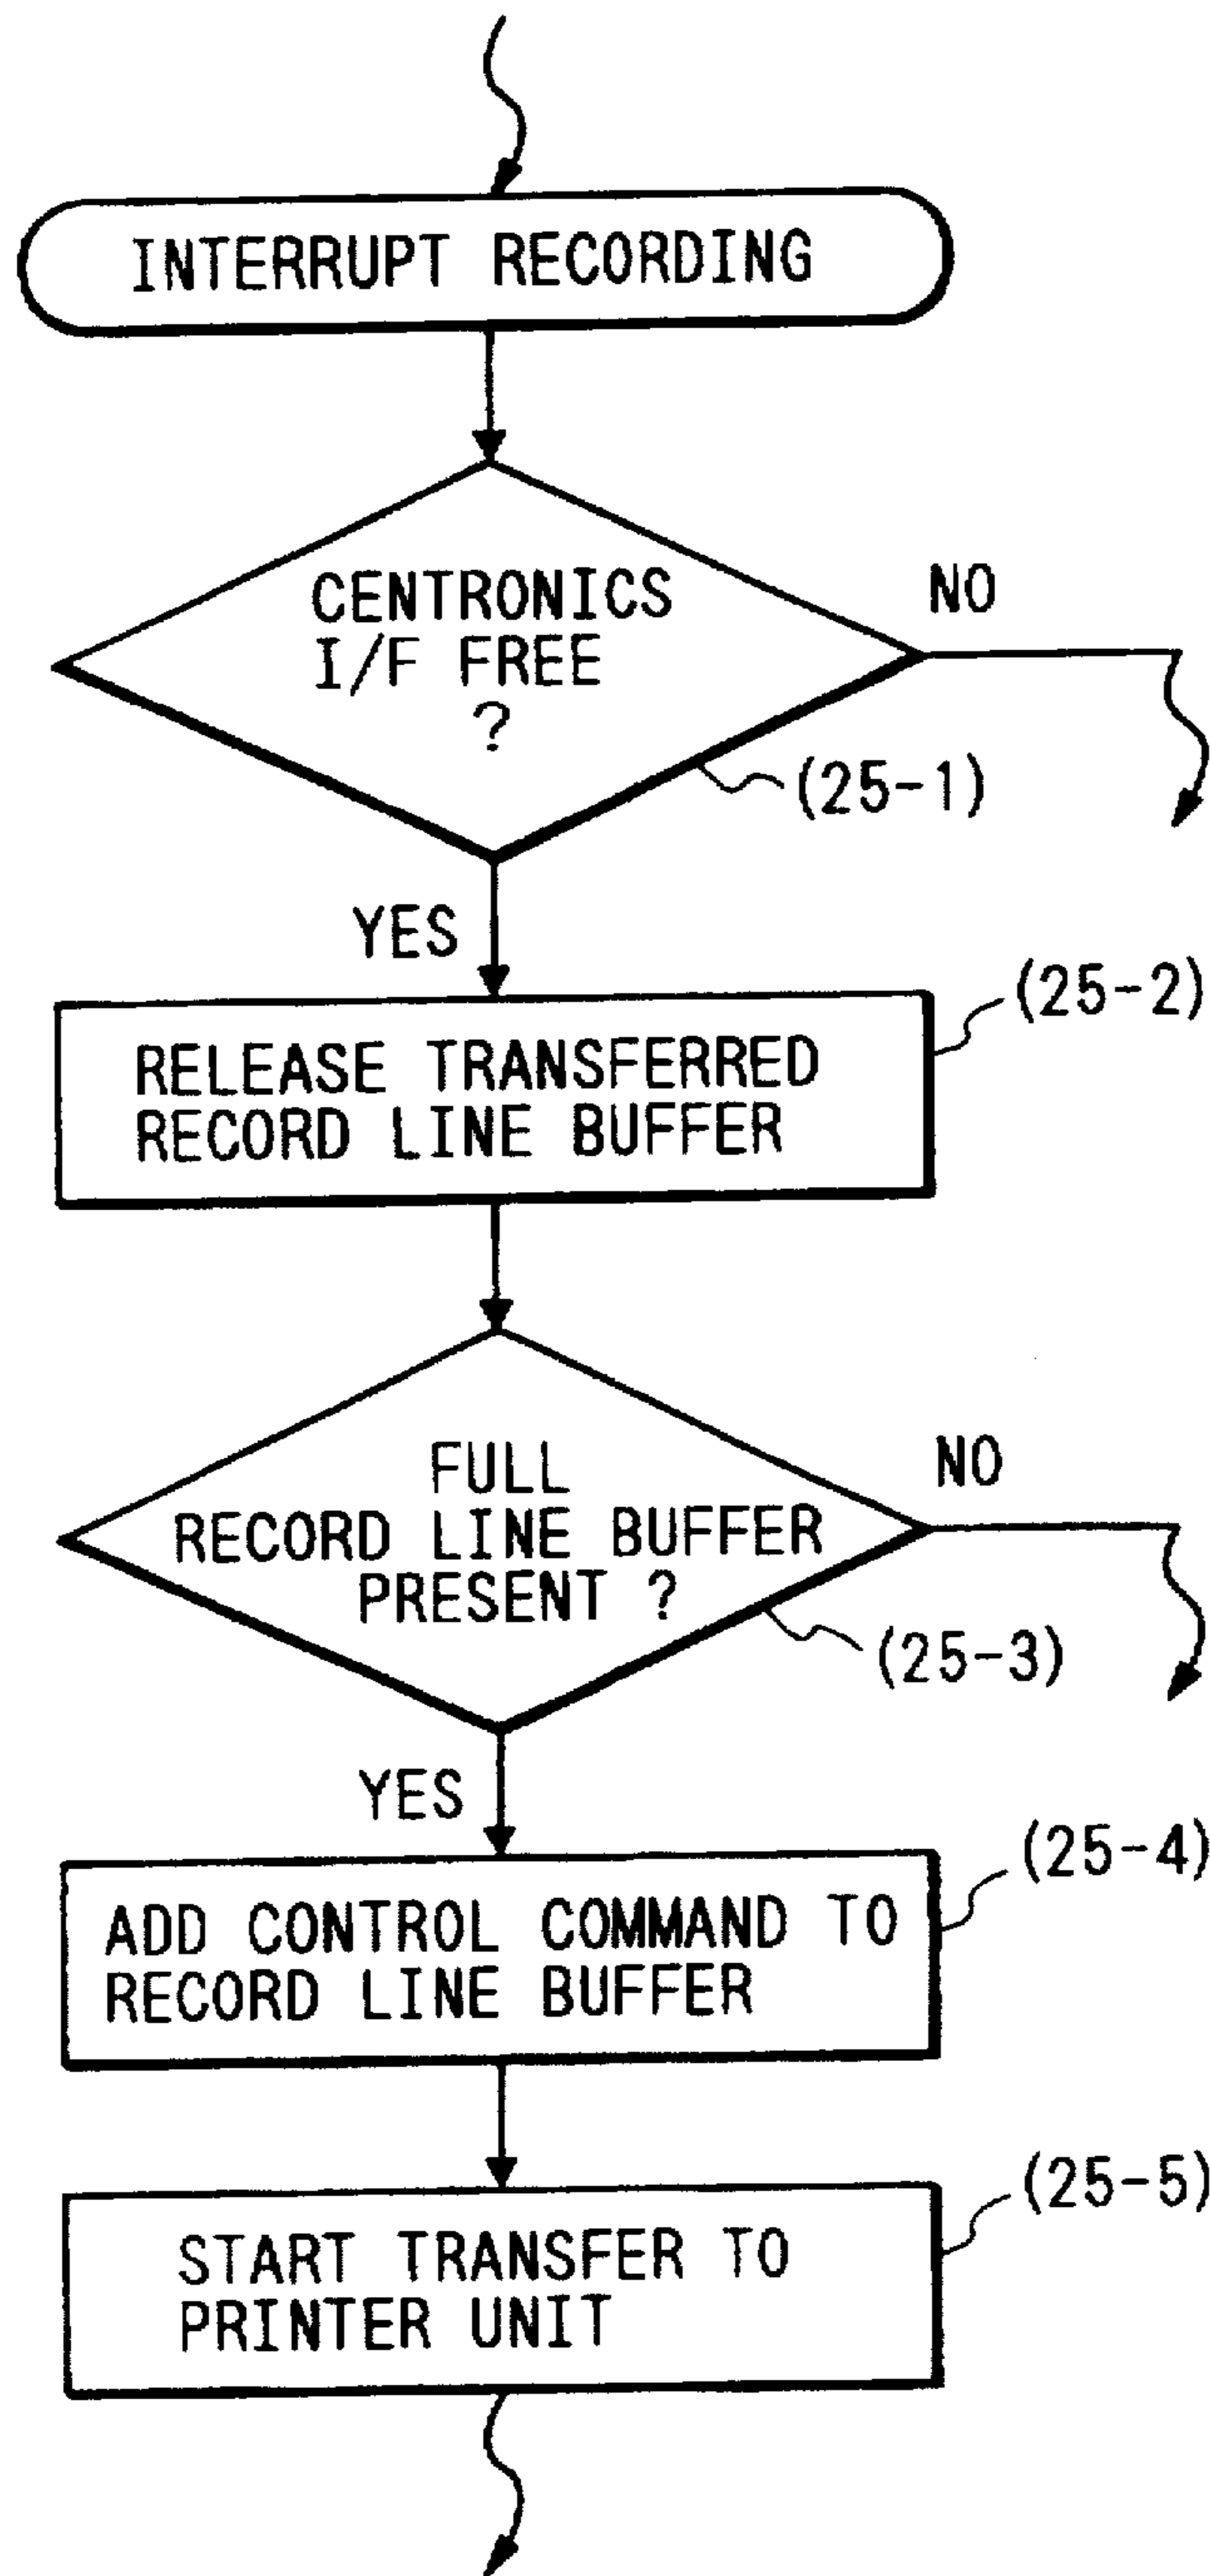 INTERRUPT RECORDING
CENTRONICS
I/F FREE
?
NO
(25-1)
YES
(25-2)
RELEASE TRANSFERRED
RECORD LINE BUFFER
FULL
RECORD LINE BUFFER
PRESENT ?
NO
(25-3)
YES
(25-4)
ADD CONTROL COMMAND TO
RECORD LINE BUFFER
(25-5)
START TRANSFER TO
PRINTER UNIT